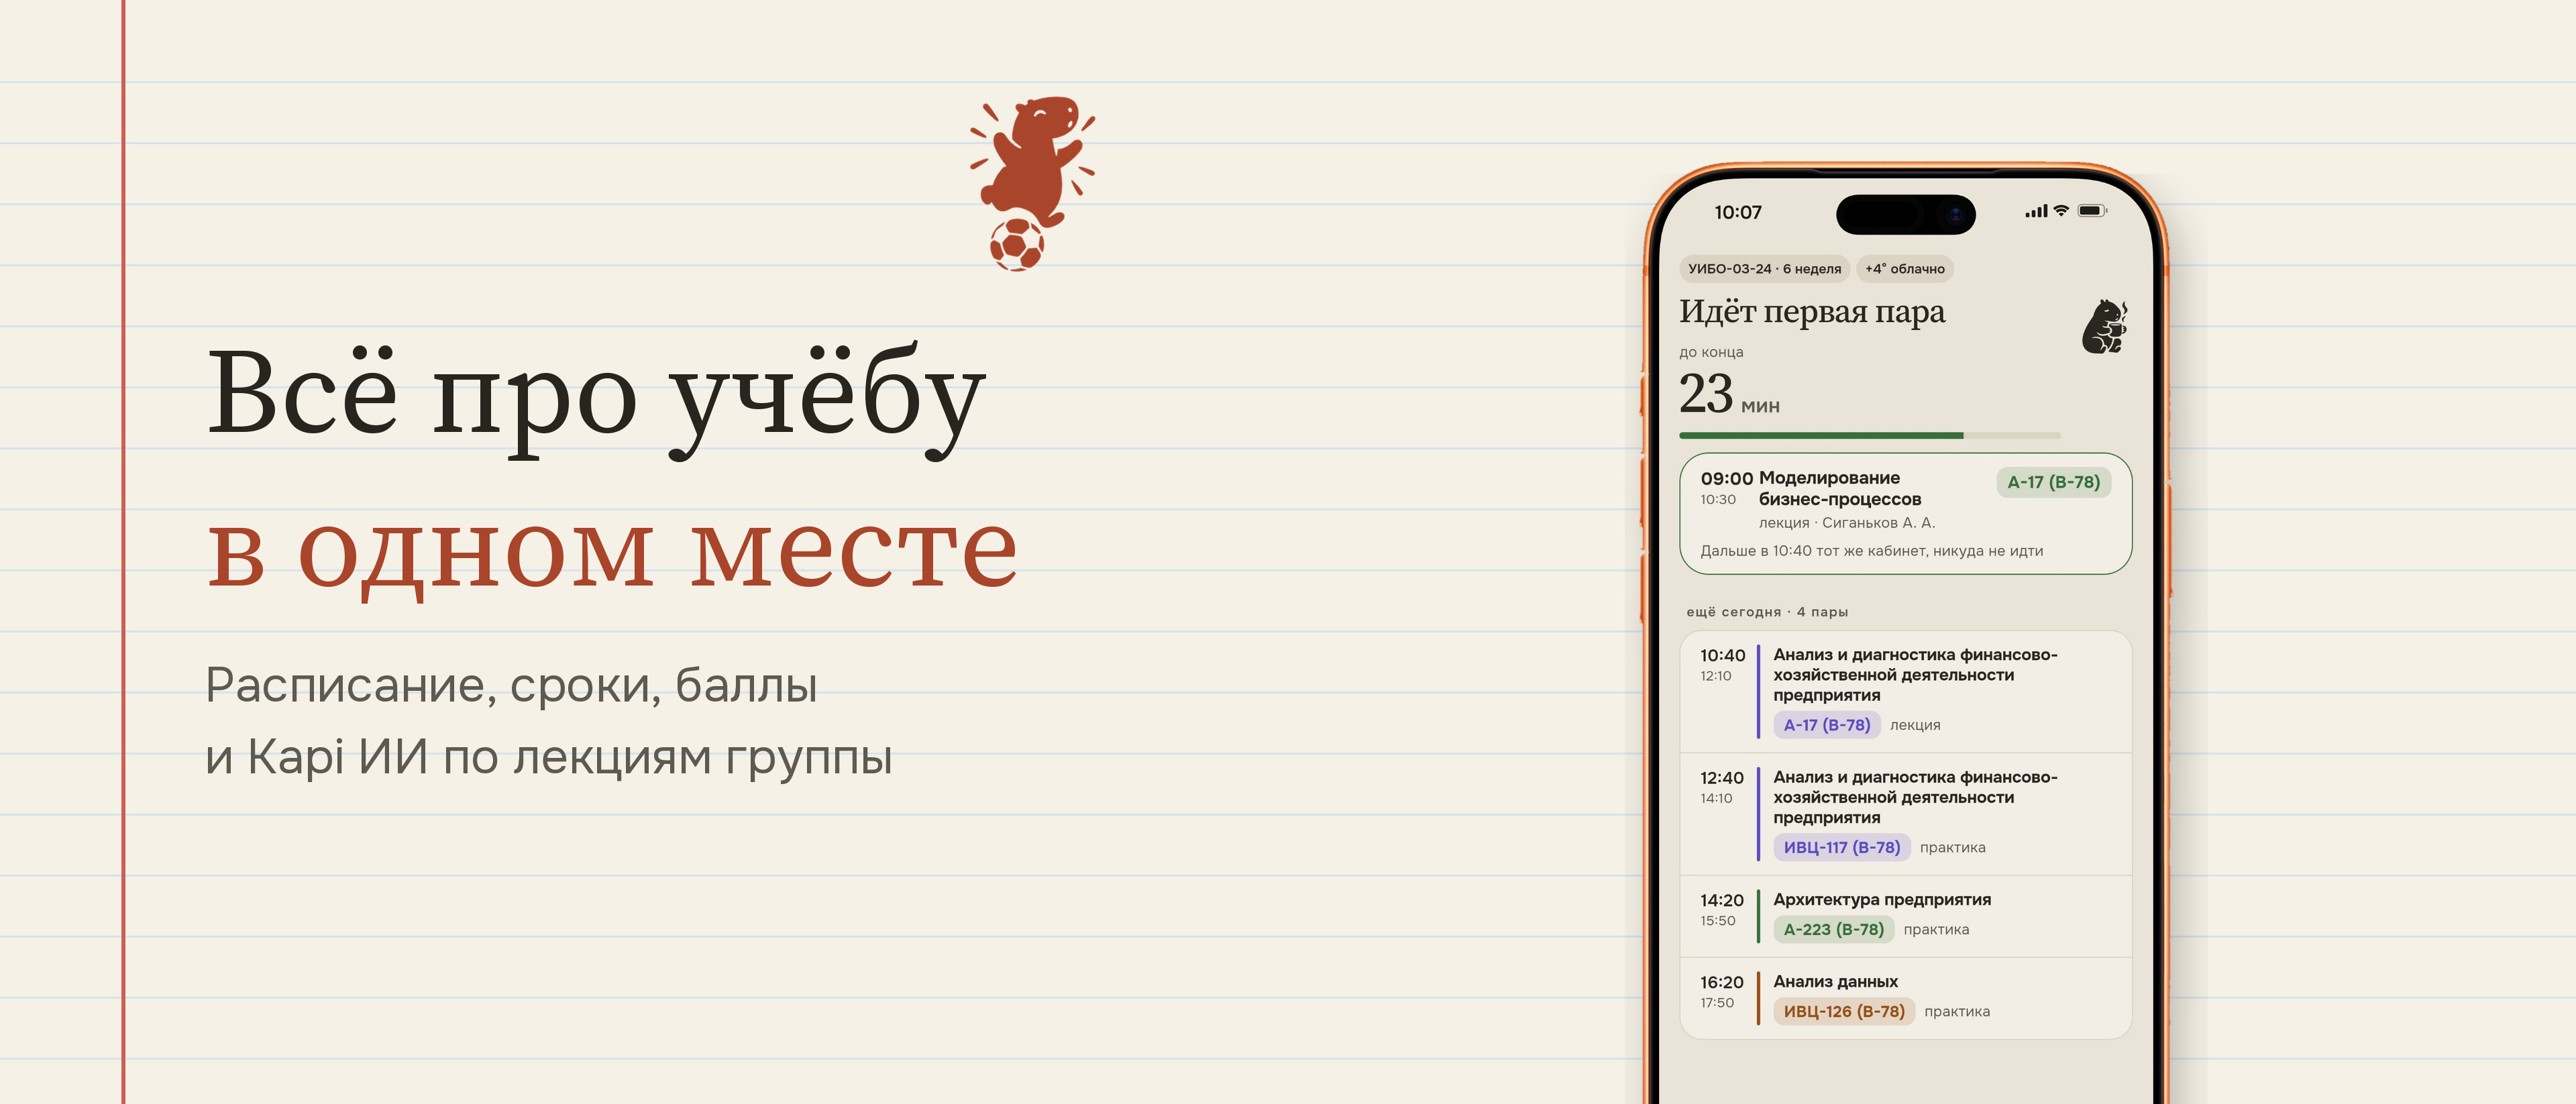 Всё про учёбу
в одном месте
Расписание, сроки, баллы
и Kapi ИИ по лекциям группы
10:07
УИБО-03-24 · 6 неделя
+4° облачно
Идёт первая пара
до конца
23 мин
09:00 Моделирование A-17 (В-78)
10:30 бизнес-процессов
лекция · Сиганьков А. А.
Дальше в 10:40 тот же кабинет, никуда не идти
ещё сегодня · 4 пары
10:40 Анализ и диагностика финансово-
12:10 хозяйственной деятельности
предприятия
А-17 (В-78) лекция
12:40 Анализ и диагностика финансово-
14:10 хозяйственной деятельности
предприятия
ИВЦ-117 (В-78) практика
14:20 Архитектура предприятия
15:50 А-223 (В-78) практика
16:20 Анализ данных
17:50 ИВЦ-126 (В-78) практика